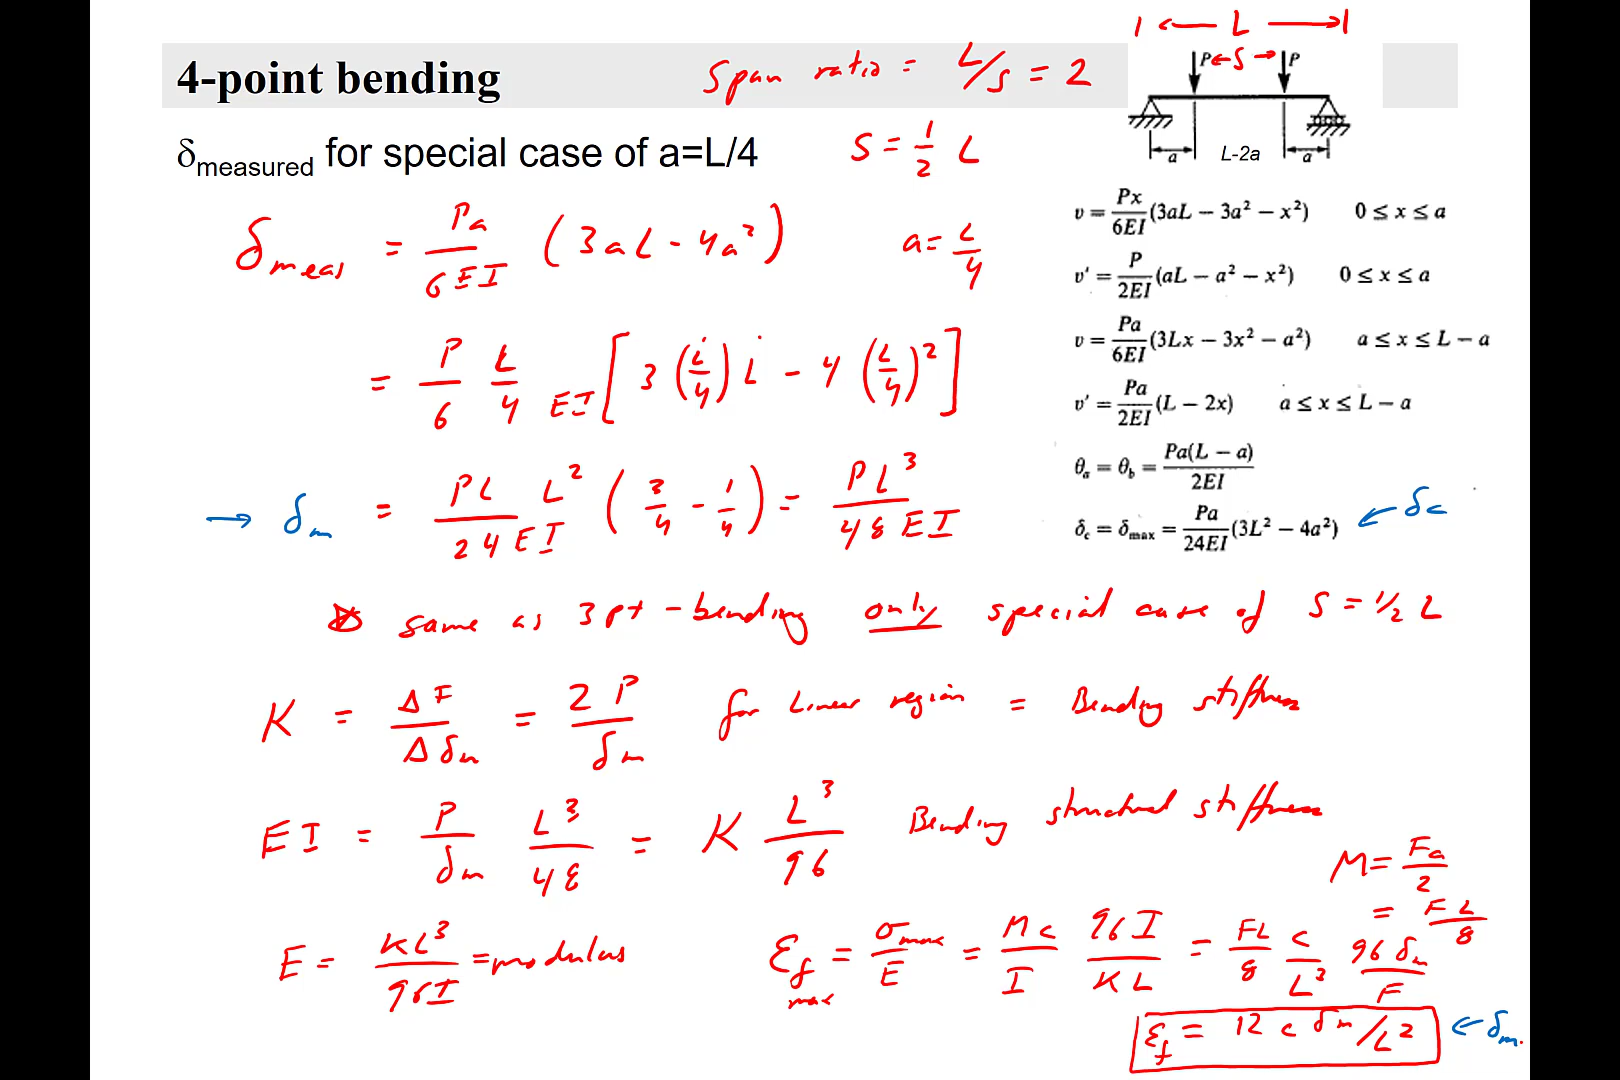 |← L →|
4-point bending Span ratio = L/S = 2
P ← S → P
a L-2a a
δmeasured for special case of a=L/4 S = 1/2 L
δmeas = Pa/6EI (3aL - 4a²) a = L/4
= P/6 L/4 EI [3 (L/4) L - 4 (L/4)²]
→ δm = PL/24 L²/EI (3/4 - 1/4) = PL³/48EI
v = Px/6EI (3aL − 3a² − x²) 0 ≤ x ≤ a
v' = P/2EI (aL − a² − x²) 0 ≤ x ≤ a
v = Pa/6EI (3Lx − 3x² − a²) a ≤ x ≤ L − a
v' = Pa/2EI (L − 2x) a ≤ x ≤ L − a
θa = θb = Pa(L − a)/2EI
δc = δmax = Pa/24EI (3L² − 4a²) ← δc
☆ same as 3pt-bending only special case of S = 1/2 L
K = ΔF/Δδm = 2P/δm for Linear region = Bending stiffness
EI = P/δm L³/48 = K L³/96 Bending structural stiffness
M = Fa/2
= FL/8
E = KL³/96I = modulus
εf max = σmax/E = Mc/I 96I/KL = FL/8 c/L³ 96 δm/F
εf = 12 c δm/L² ← δm.